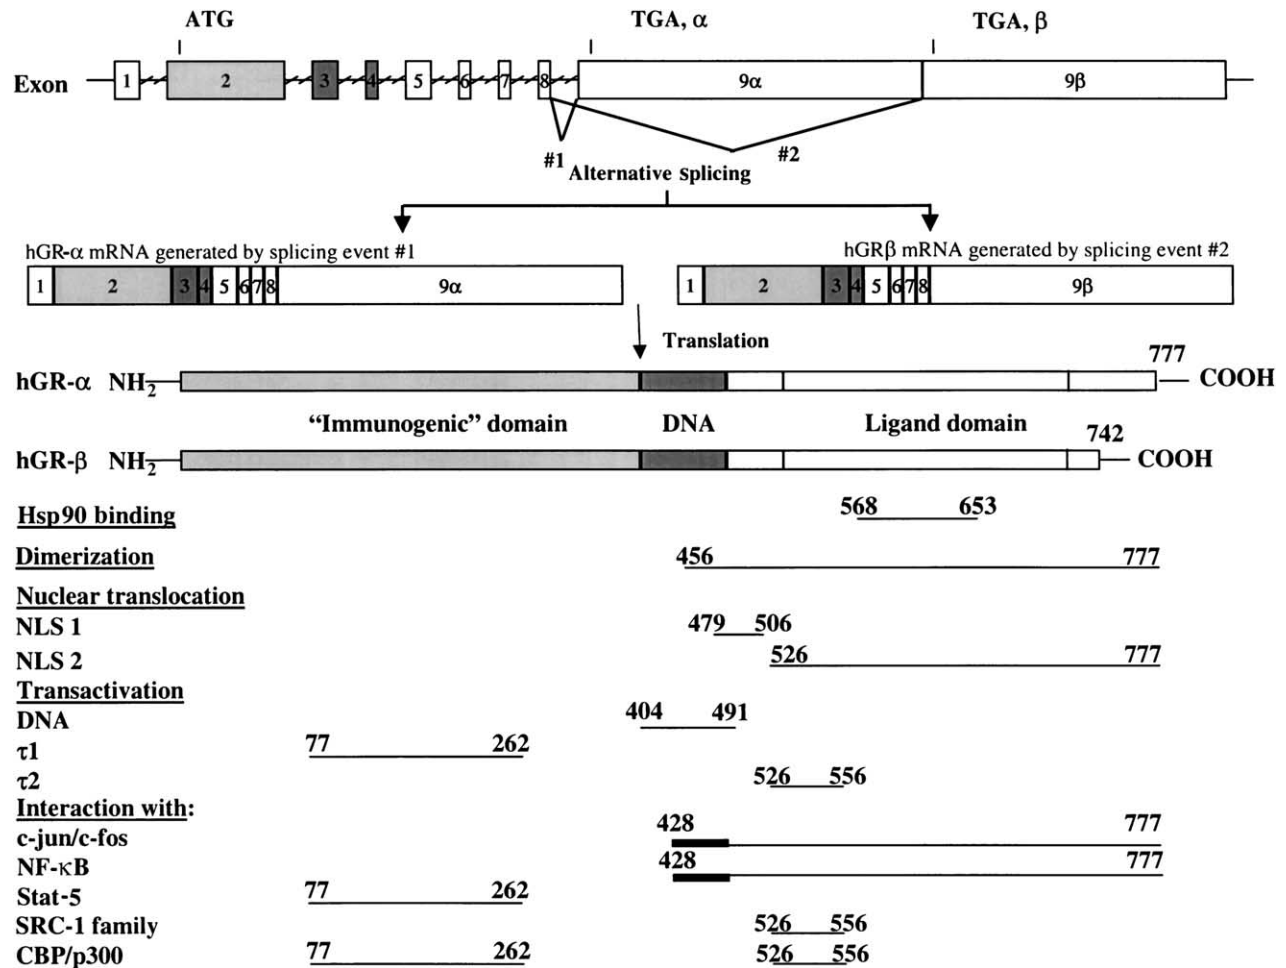 ATG TGA, α TGA, β
Exon 1 2 3 4 5 6 7 8 9α 9β
#1 #2
Alternative Splicing
hGR-α mRNA generated by splicing event #1 hGRβ mRNA generated by splicing event #2
1 2 3 4 5 6 7 8 9α 1 2 3 4 5 6 7 8 9β
Translation
777
hGR-α NH2 COOH
"Immunogenic" domain DNA Ligand domain
742
hGR-β NH2 COOH
Hsp90 binding 568 653
Dimerization 456 777
Nuclear translocation
NLS 1 479 506
NLS 2 526 777
Transactivation
DNA 404 491
τ1 77 262
τ2 526 556
Interaction with:
c-jun/c-fos 428 777
NF-κB 428 777
Stat-5 77 262
SRC-1 family 526 556
CBP/p300 77 262 526 556